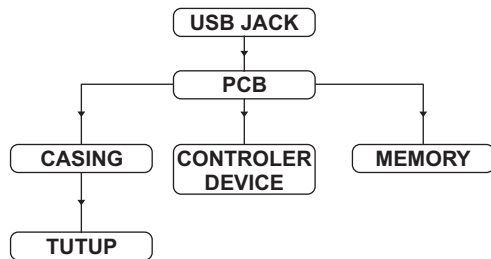 USB JACK
PCB
CASING
CONTROLER
DEVICE
MEMORY
TUTUP